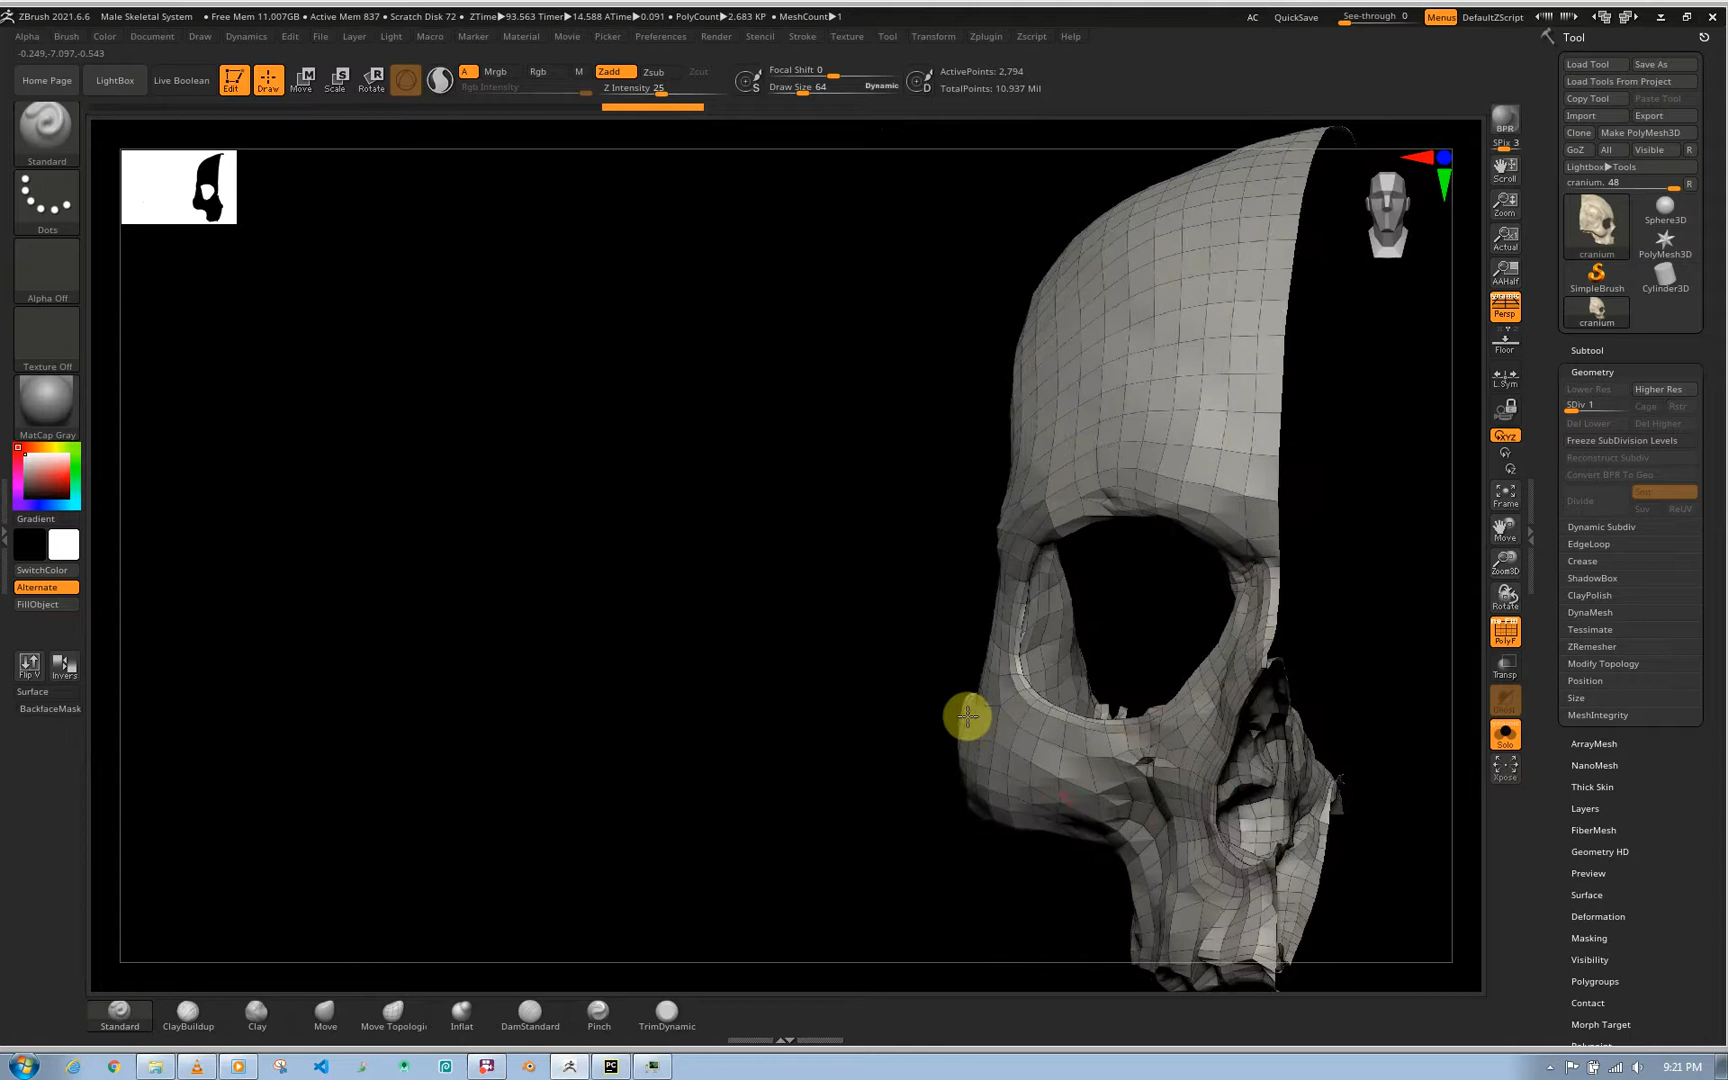 ZBrush 2021.6.6 Male Skeletal System • Free Mem 11.007GB • Active Mem 837 • Scratch Disk 72 • ZTime▶93.563 Timer▶14.588 ATime▶0.091 • PolyCount▶2.683 KP • MeshCount▶1 AC QuickSave See-through 0 Menus DefaultZScript
Alpha Brush Color Document Draw Dynamics Edit File Layer Light Macro Marker Material Movie Picker Preferences Render Stencil Stroke Texture Tool Transform Zplugin Zscript Help
-0.249,-7.097,-0.543
Home Page LightBox Live Boolean Edit Draw Move Scale Rotate
A Mrgb Rgb M Zadd Zsub Zcut
Rgb Intensity Z Intensity 25
Focal Shift 0
Draw Size 64 Dynamic
S D
ActivePoints: 2,794
TotalPoints: 10.937 Mil
Standard
Dots
Alpha Off
Texture Off
MatCap Gray
Gradient
SwitchColor
Alternate
FillObject
Flip V Invers
Surface
BackfaceMask
BPR
SPix 3
Scroll
Zoom
Actual
AAHalf
Persp
Floor
L.Sym
XYZ
Y
Z
Frame
Move
Zoom3D
Rotate
PolyF
Transp
Ghost
Solo
Xpose
Tool
Load Tool Save As
Load Tools From Project
Copy Tool Paste Tool
Import Export
Clone Make PolyMesh3D
GoZ All Visible R
Lightbox▶Tools
cranium. 48 R
cranium
Sphere3D
PolyMesh3D
SimpleBrush
Cylinder3D
cranium
Subtool
Geometry
Lower Res Higher Res
SDiv 1 Cage Rstr
Del Lower Del Higher
Freeze SubDivision Levels
Reconstruct Subdiv
Convert BPR To Geo
Divide Smt
Suv ReUV
Dynamic Subdiv
EdgeLoop
Crease
ShadowBox
ClayPolish
DynaMesh
Tessimate
ZRemesher
Modify Topology
Position
Size
MeshIntegrity
ArrayMesh
NanoMesh
Thick Skin
Layers
FiberMesh
Geometry HD
Preview
Surface
Deformation
Masking
Visibility
Polygroups
Contact
Morph Target
Standard ClayBuildup Clay Move Move Topologic Inflat DamStandard Pinch TrimDynamic
PC
9:21 PM